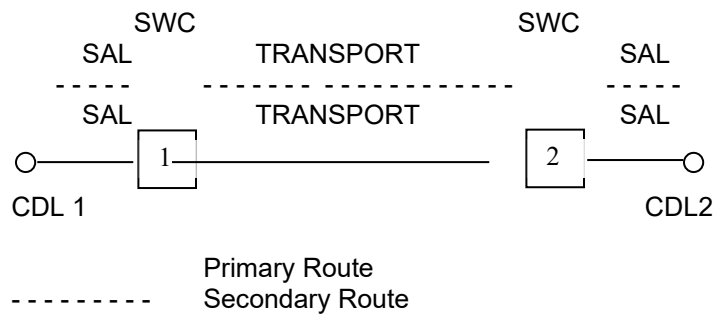 SWC SWC
SAL TRANSPORT SAL
SAL TRANSPORT SAL
1 2
CDL 1 CDL2
Primary Route
Secondary Route